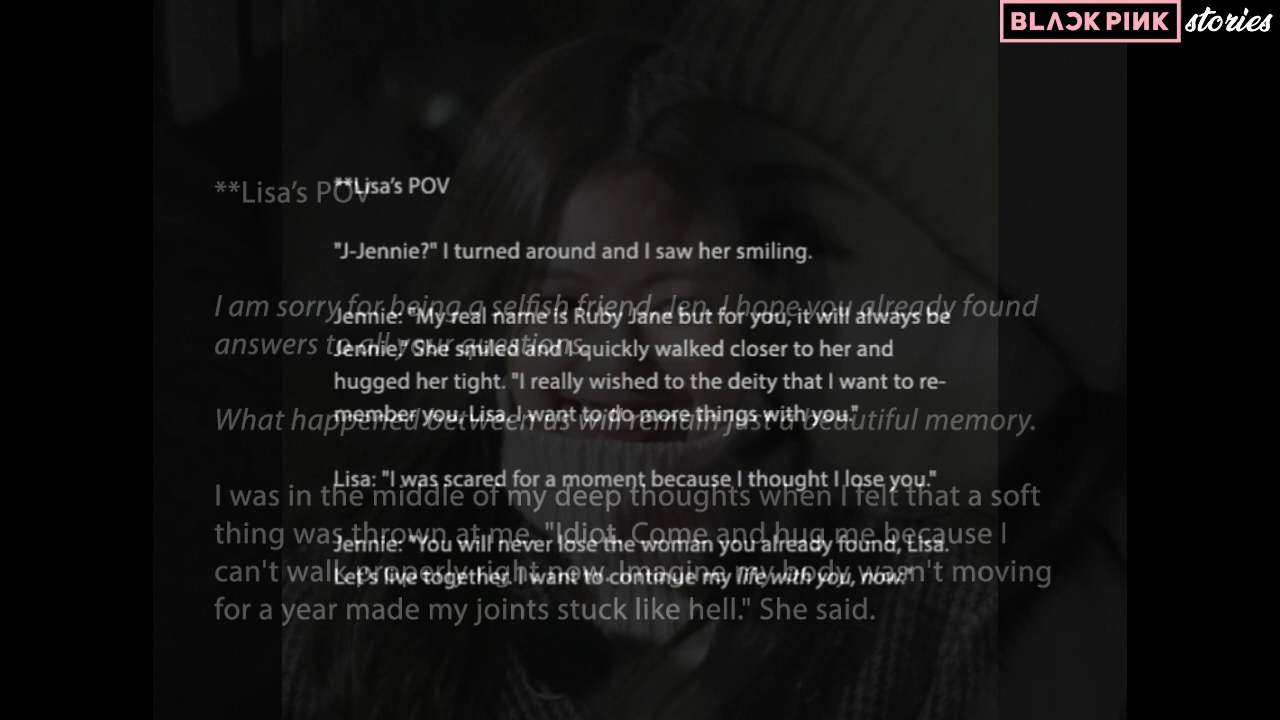 BLACKPINK stories
**Lisa's POV
I am sorry for being a selfish friend, Jen. I hope you already found
answers to all your questions.
What happened between us will remain just a beautiful memory.
I was in the middle of my deep thoughts when I felt that a soft
thing was thrown at me. "Idiot. Come and hug me because I
can't walk properly right now. Imagine my body wasn't moving
for a year made my joints stuck like hell." She said.
**Lisa's POV
"J-Jennie?" I turned around and I saw her smiling.
Jennie: "My real name is Ruby Jane but for you, it will always be
Jennie." She smiled and I quickly walked closer to her and
hugged her tight. "I really wished to the deity that I want to re-
member you, Lisa. I want to do more things with you."
Lisa: "I was scared for a moment because I thought I lose you."
Jennie: "You will never lose the woman you already found, Lisa.
Let's live together. I want to continue my life with you, now."